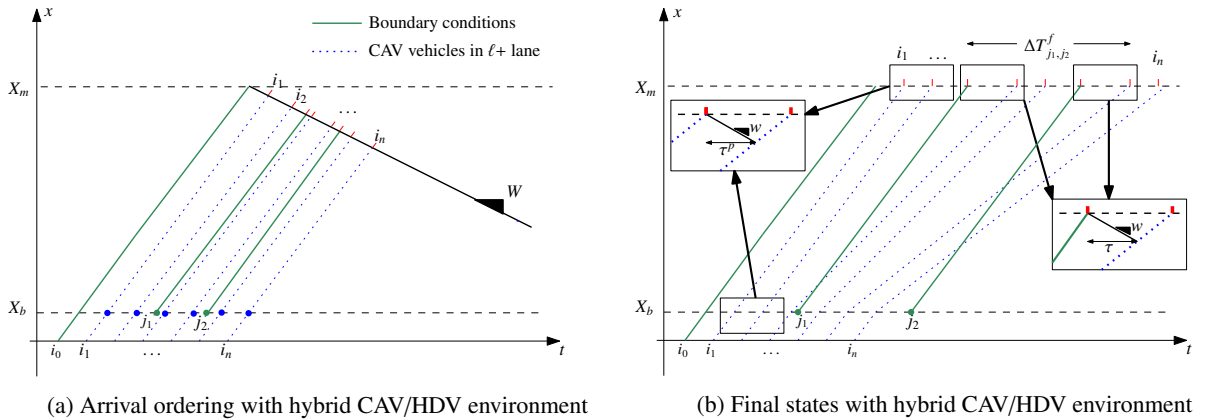 x
Boundary conditions
CAV vehicles in ℓ+ lane
X_m
i_1
i_2
...
i_n
W
X_b
j_1
j_2
i_0
i_1
...
i_n
t
(a) Arrival ordering with hybrid CAV/HDV environment
x
i_1
...
ΔT^f_{j_1,j_2}
i_n
X_m
w
τ^p
w
τ
X_b
j_1
j_2
i_0
i_1
...
i_n
t
(b) Final states with hybrid CAV/HDV environment